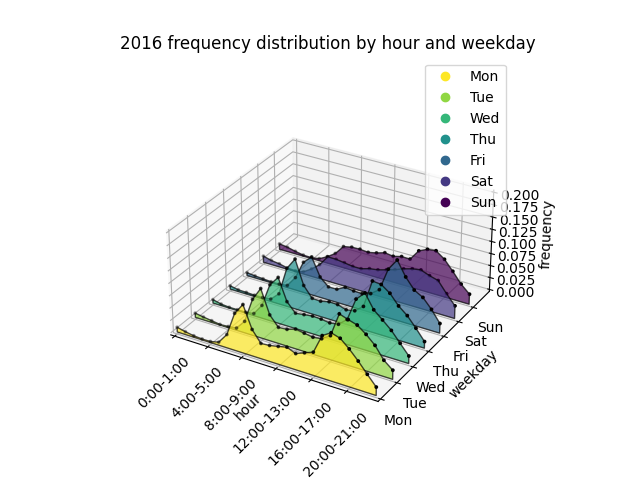 2016 frequency distribution by hour and weekday
Mon
Tue
Wed
Thu
Fri
Sat
Sun
0.200
0.175
0.150
0.125
0.100
0.075
0.050
0.025
0.000
frequency
0:00-1:00
4:00-5:00
8:00-9:00
12:00-13:00
16:00-17:00
20:00-21:00
hour
Mon
Tue
Wed
Thu
Fri
Sat
Sun
weekday